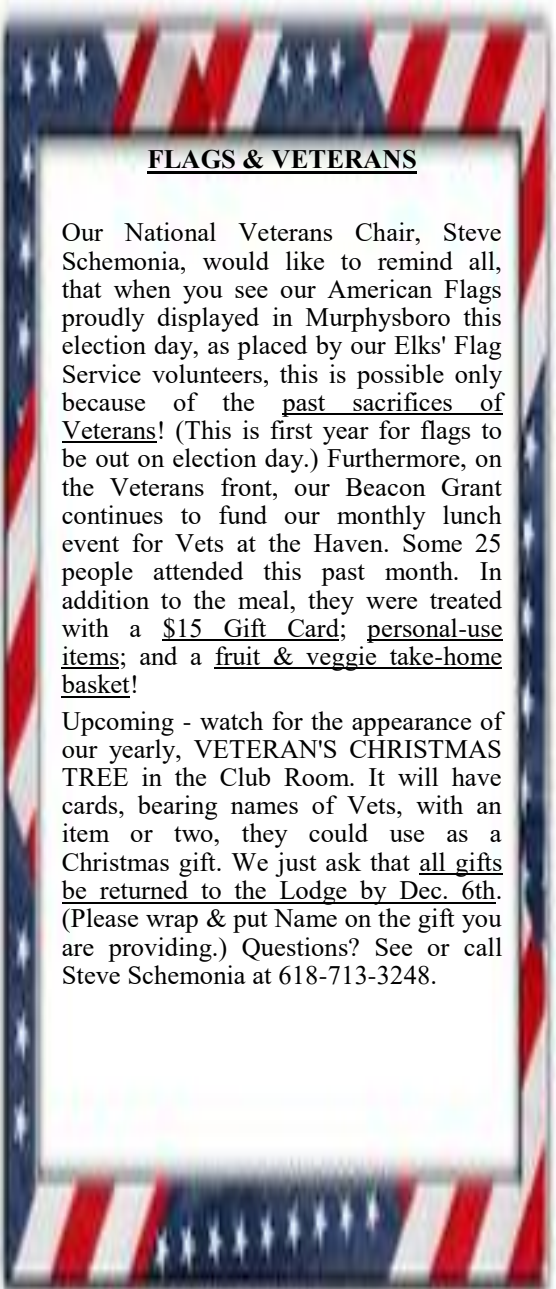 FLAGS & VETERANS
Our National Veterans Chair, Steve
Schemonia, would like to remind all,
that when you see our American Flags
proudly displayed in Murphysboro this
election day, as placed by our Elks' Flag
Service volunteers, this is possible only
because of the past sacrifices of
Veterans! (This is first year for flags to
be out on election day.) Furthermore, on
the Veterans front, our Beacon Grant
continues to fund our monthly lunch
event for Vets at the Haven. Some 25
people attended this past month. In
addition to the meal, they were treated
with a $15 Gift Card; personal-use
items; and a fruit & veggie take-home
basket!
Upcoming - watch for the appearance of
our yearly, VETERAN'S CHRISTMAS
TREE in the Club Room. It will have
cards, bearing names of Vets, with an
item or two, they could use as a
Christmas gift. We just ask that all gifts
be returned to the Lodge by Dec. 6th.
(Please wrap & put Name on the gift you
are providing.) Questions? See or call
Steve Schemonia at 618-713-3248.